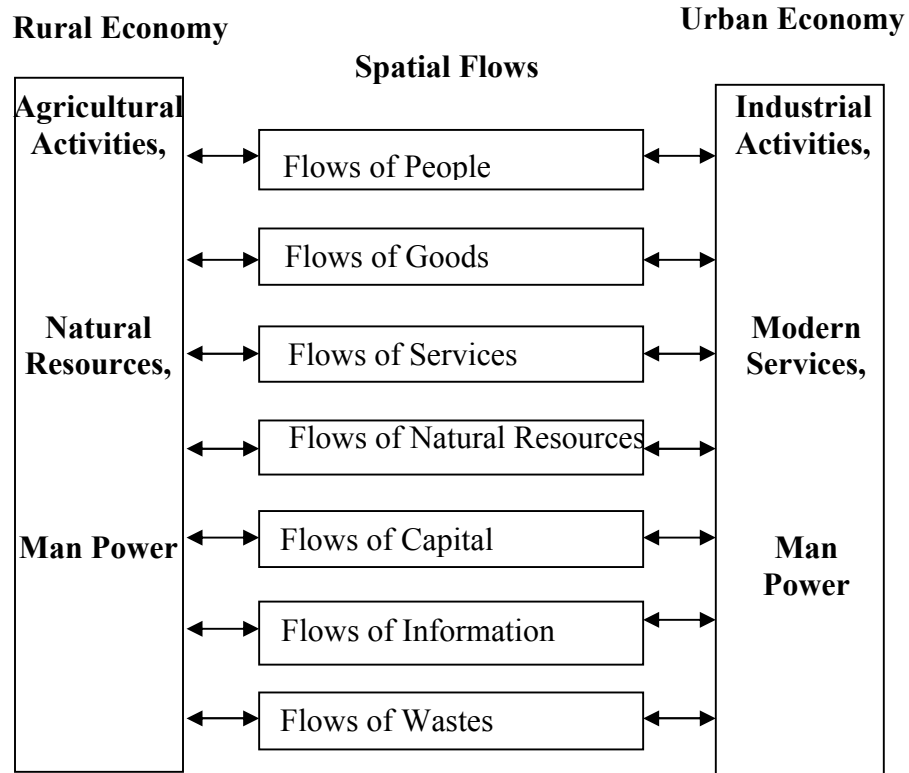 Rural Economy
Urban Economy
Spatial Flows
Agricultural
Activities,
Natural
Resources,
Man Power
Flows of People
Flows of Goods
Flows of Services
Flows of Natural Resources
Flows of Capital
Flows of Information
Flows of Wastes
Industrial
Activities,
Modern
Services,
Man
Power